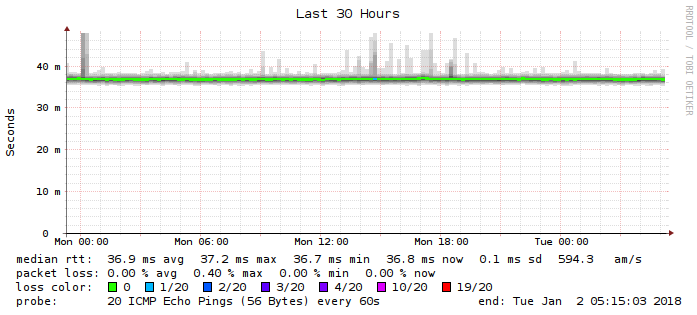 Last 30 Hours
RRDTOOL / TOBI OETIKER
Seconds
40 m
30 m
20 m
10 m
0
Mon 00:00 Mon 06:00 Mon 12:00 Mon 18:00 Tue 00:00
median rtt: 36.9 ms avg 37.2 ms max 36.7 ms min 36.8 ms now 0.1 ms sd 594.3 am/s
packet loss: 0.00 % avg 0.40 % max 0.00 % min 0.00 % now
loss color: 0 1/20 2/20 3/20 4/20 10/20 19/20
probe: 20 ICMP Echo Pings (56 Bytes) every 60s end: Tue Jan 2 05:15:03 2018